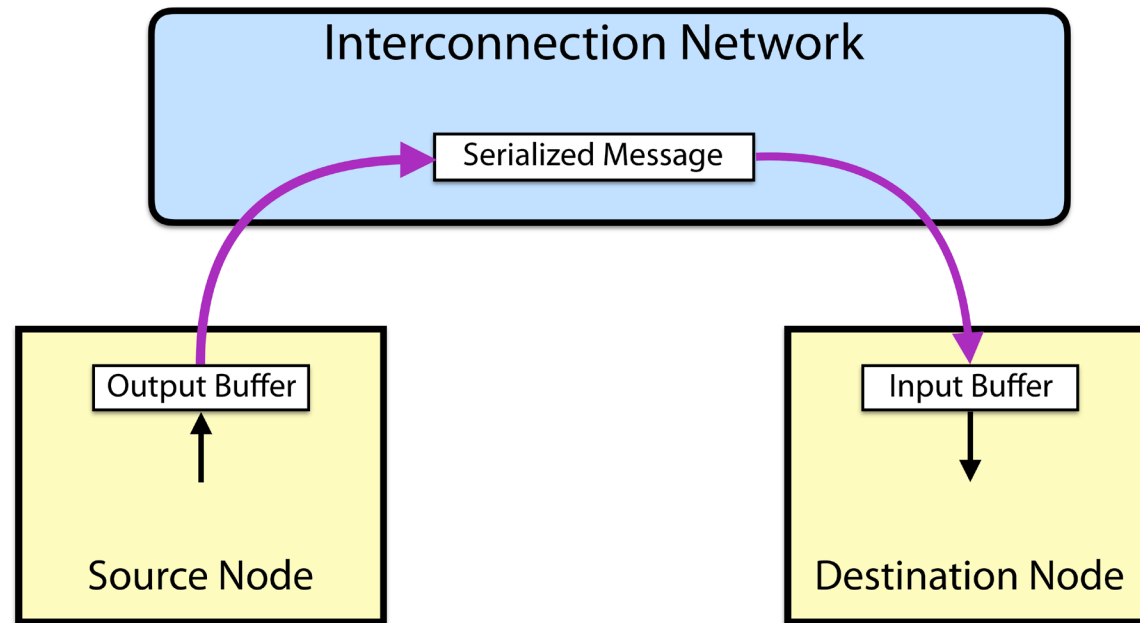 Interconnection Network
Serialized Message
Output Buffer
Input Buffer
Source Node
Destination Node